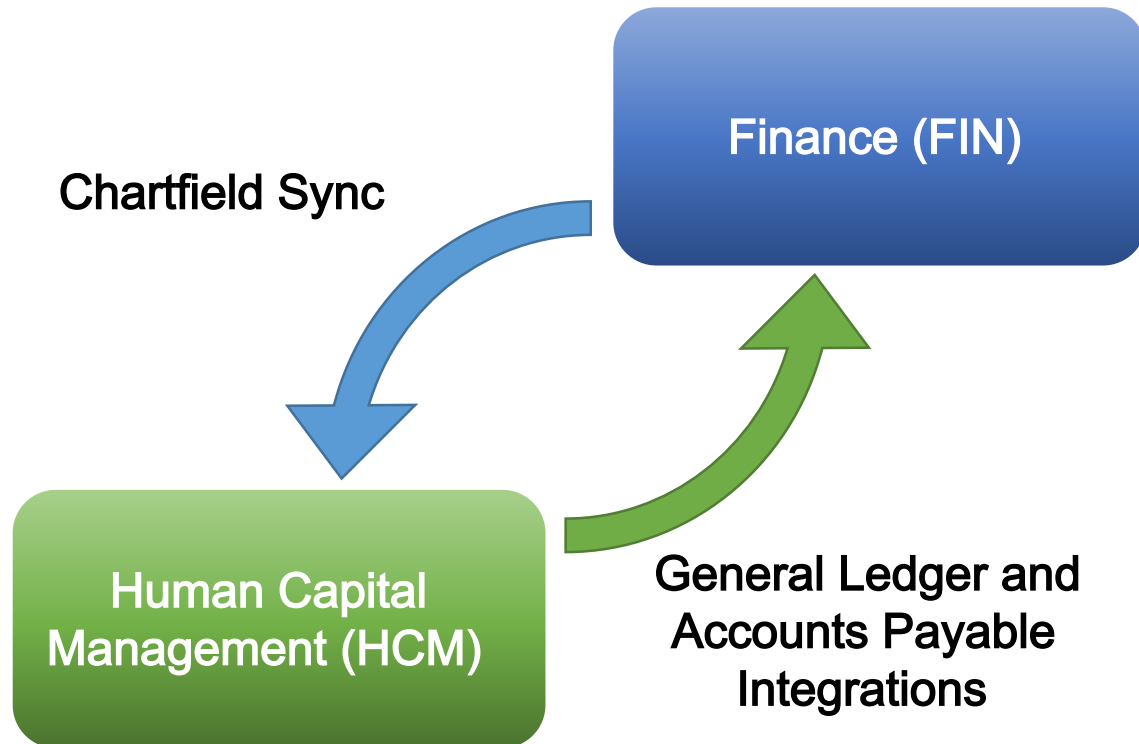 Finance (FIN)
Chartfield Sync
Human Capital
Management (HCM)
General Ledger and
Accounts Payable
Integrations